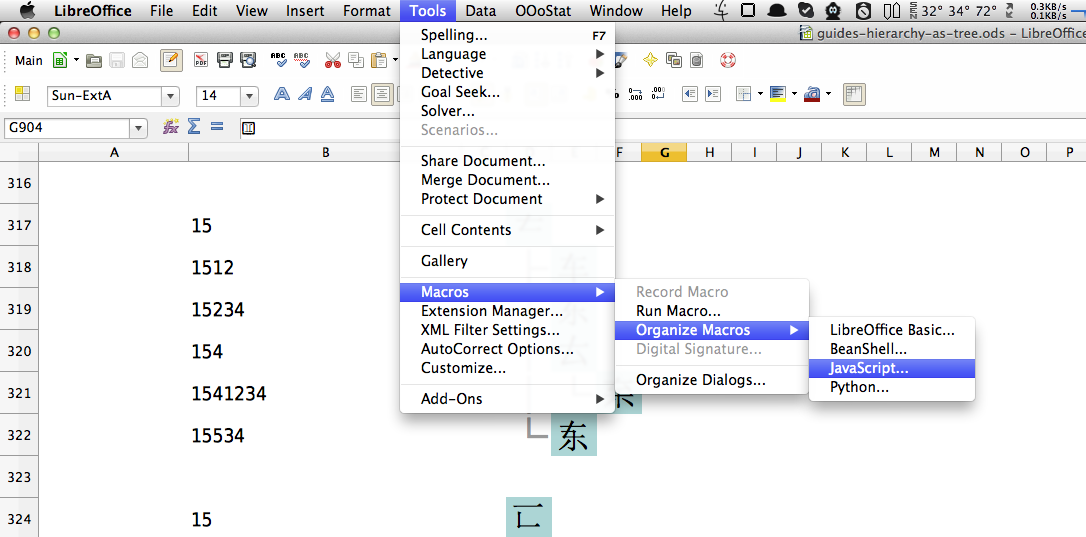 LibreOffice File Edit View Insert Format Tools Data OOoStat Window Help 32° 34° 72° 0.3KB/s 0.1KB/s
guides-hierarchy-as-tree.ods – LibreOffice
Main
Sun-ExtA 14
G904
A B F G H I J K L M N O P
316
317 15
318 1512
319 15234
320 154
321 1541234
322 15534 东
323
324 15 匸
Spelling... F7
Language
Detective
Goal Seek...
Solver...
Scenarios...
Share Document...
Merge Document...
Protect Document
Cell Contents
Gallery
Macros
Extension Manager...
XML Filter Settings...
AutoCorrect Options...
Customize...
Add-Ons
Record Macro
Run Macro...
Organize Macros
Digital Signature...
Organize Dialogs...
LibreOffice Basic...
BeanShell...
JavaScript...
Python...